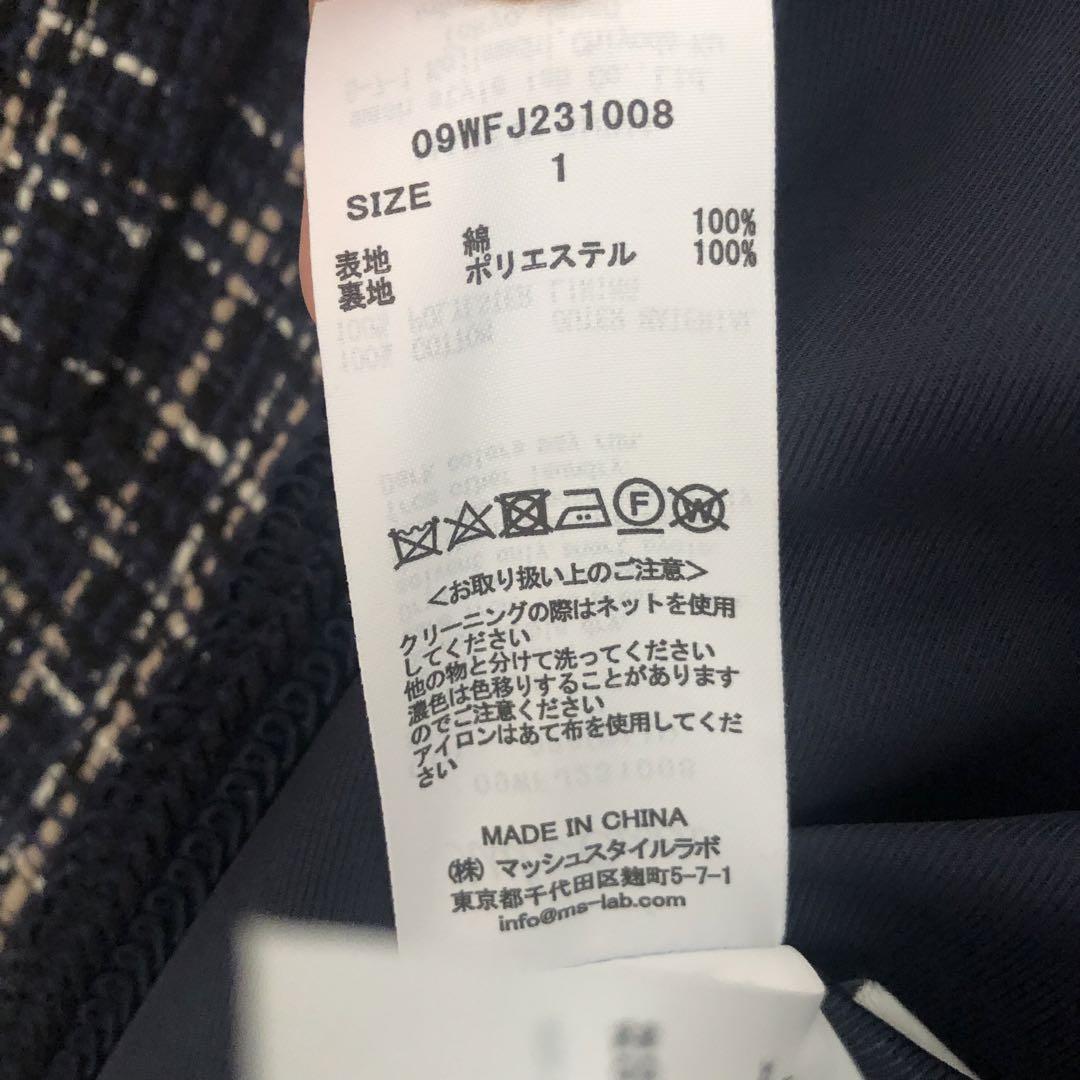 09WFJ231008
SIZE 1
表地 綿 100%
裏地 ポリエステル 100%
F W
<お取り扱い上のご注意>
クリーニングの際はネットを使用
してください
他の物と分けて洗ってください
濃色は色移りすることがあります
のでご注意ください
アイロンはあて布を使用してくだ
さい
MADE IN CHINA
(株) マッシュスタイルラボ
東京都千代田区麹町5-7-1
info@ms-lab.com